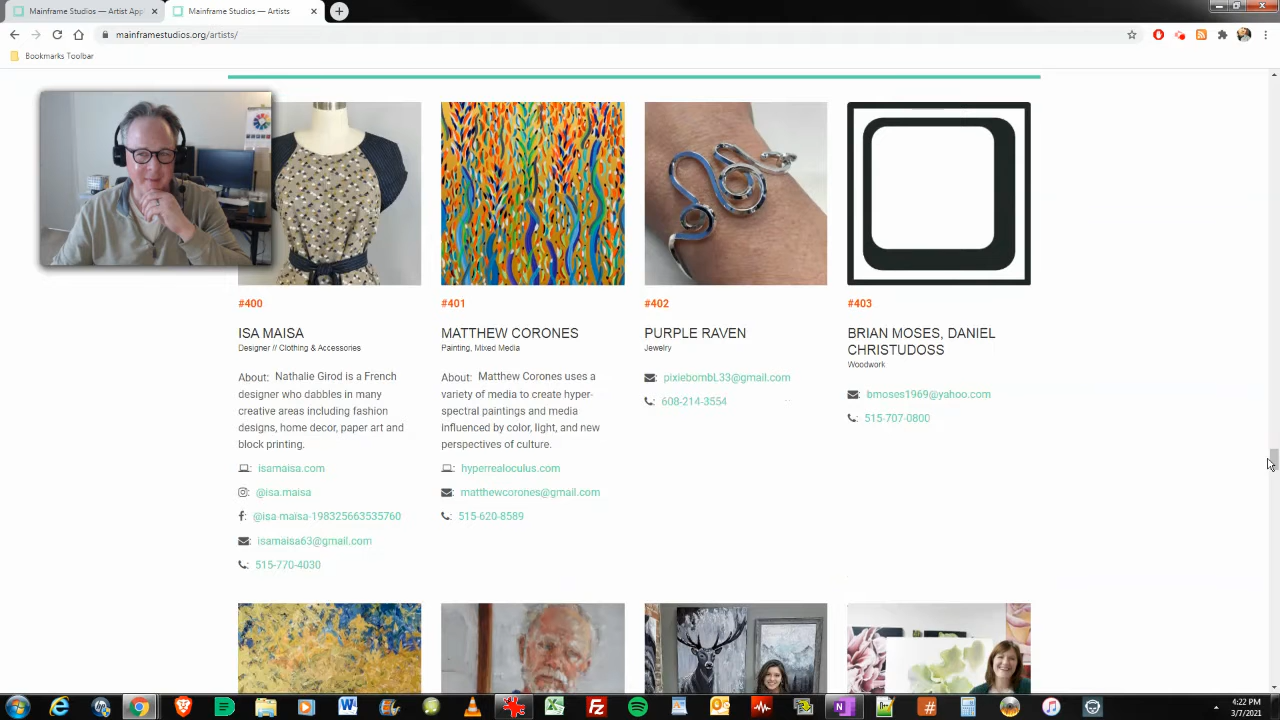 Mainframe Studios — Artist Appl
Mainframe Studios — Artists
mainframestudios.org/artists/
Bookmarks Toolbar
#400
ISA MAISA
Designer // Clothing & Accessories
About: Nathalie Girod is a French
designer who dabbles in many
creative areas including fashion
designs, home decor, paper art and
block printing.
isamaisa.com
@isa.maisa
@isa-maisa-198325663535760
isamaisa63@gmail.com
515-770-4030
#401
MATTHEW CORONES
Painting, Mixed Media
About: Matthew Corones uses a
variety of media to create hyper-
spectral paintings and media
influenced by color, light, and new
perspectives of culture.
hyperrealoculus.com
matthewcorones@gmail.com
515-620-8589
#402
PURPLE RAVEN
Jewelry
pixiebombL33@gmail.com
608-214-3554
#403
BRIAN MOSES, DANIEL
CHRISTUDOSS
Woodwork
bmoses1969@yahoo.com
515-707-0800
4:22 PM
3/7/2021